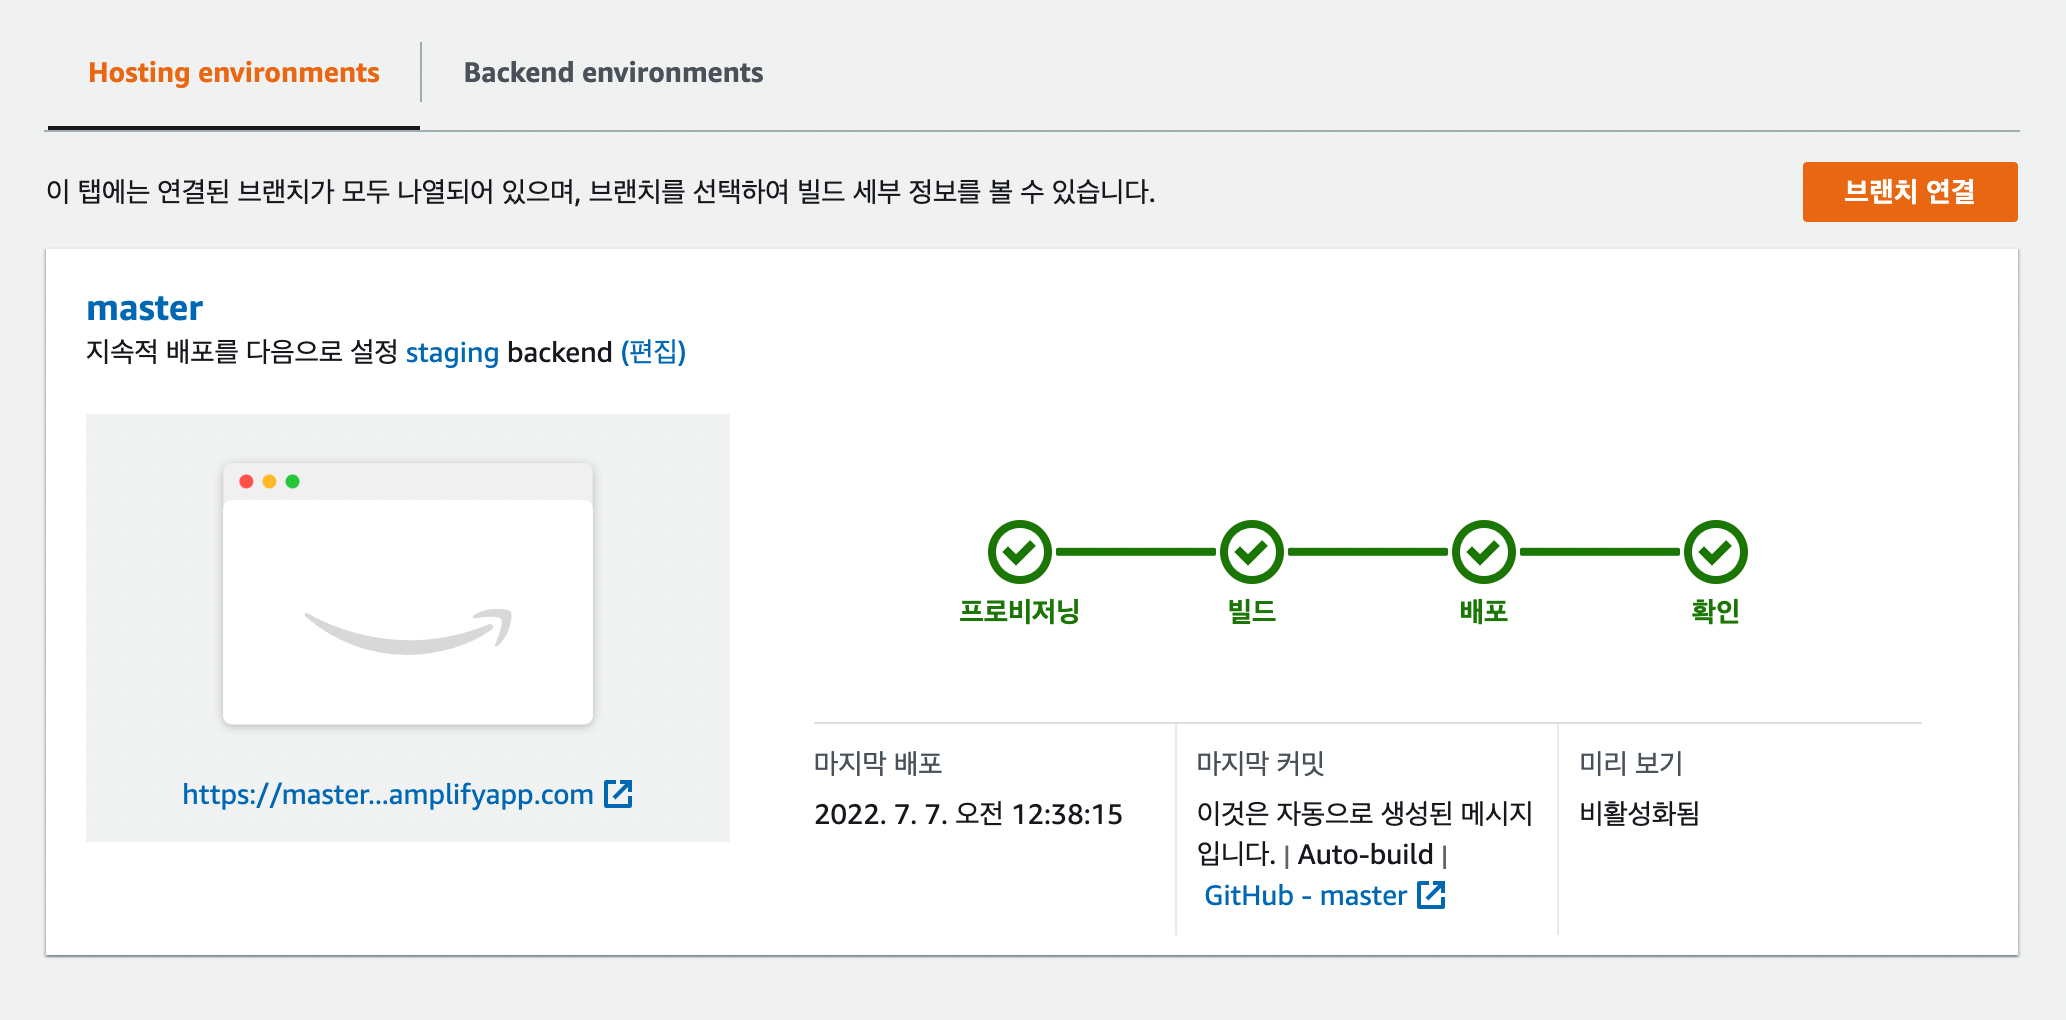 Hosting environments
Backend environments
이 탭에는 연결된 브랜치가 모두 나열되어 있으며, 브랜치를 선택하여 빌드 세부 정보를 볼 수 있습니다.
브랜치 연결
master
지속적 배포를 다음으로 설정 staging backend (편집)
https://master...amplifyapp.com
프로비저닝
빌드
배포
확인
마지막 배포
2022. 7. 7. 오전 12:38:15
마지막 커밋
이것은 자동으로 생성된 메시지
입니다. | Auto-build |
GitHub - master
미리 보기
비활성화됨